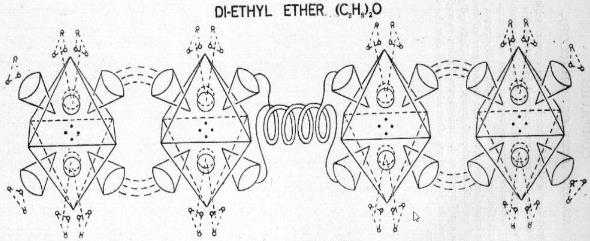 DI-ETHYL ETHER (C₂H₅)₂O